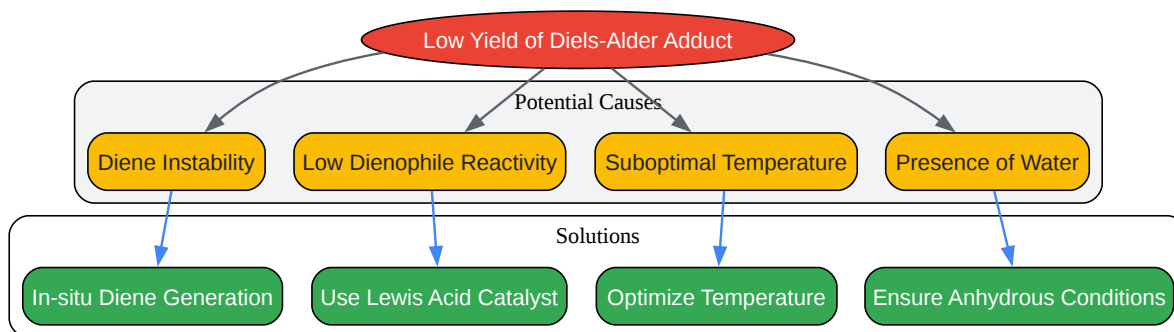 Low Yield of Diels-Alder Adduct
Potential Causes
Diene Instability
Low Dienophile Reactivity
Suboptimal Temperature
Presence of Water
Solutions
In-situ Diene Generation
Use Lewis Acid Catalyst
Optimize Temperature
Ensure Anhydrous Conditions